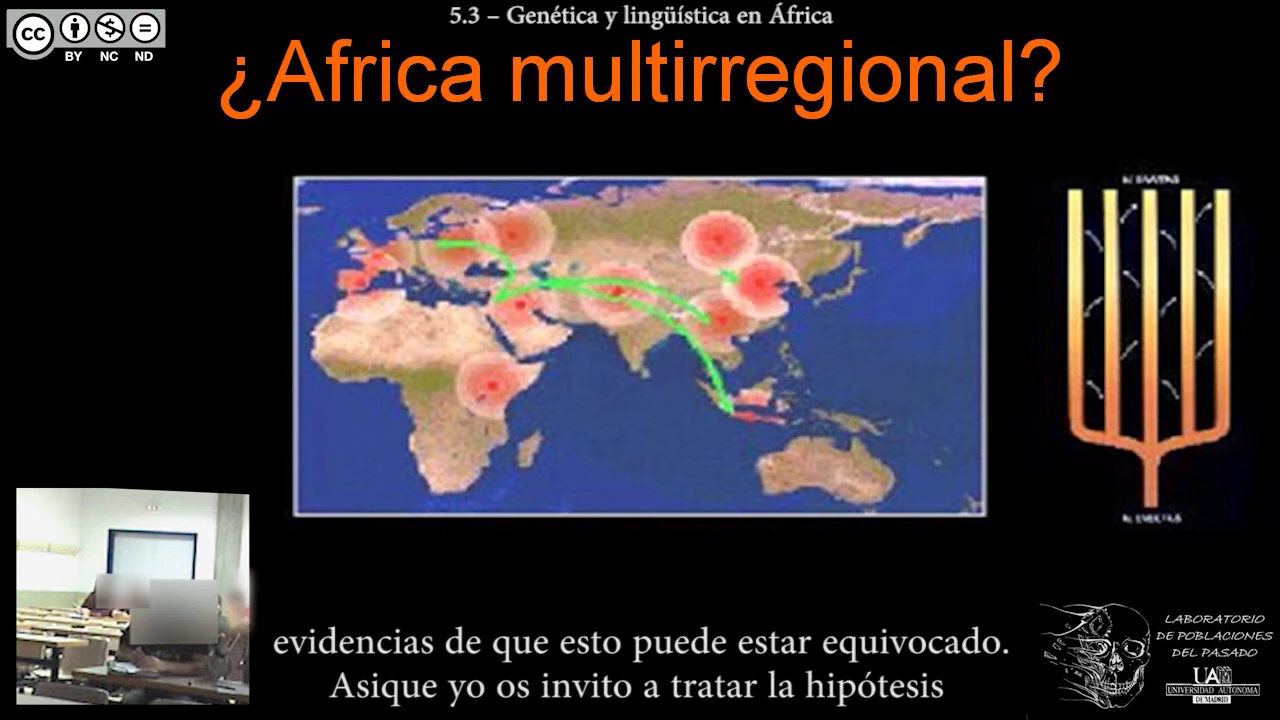 5.3 – Genética y lingüística en África
cc
BY NC ND
¿Africa multirregional?
evidencias de que esto puede estar equivocado.
Asique yo os invito a tratar la hipótesis
LABORATORIO
DE POBLACIONES
DEL PASADO
UAM
UNIVERSIDAD AUTONOMA
DE MADRID